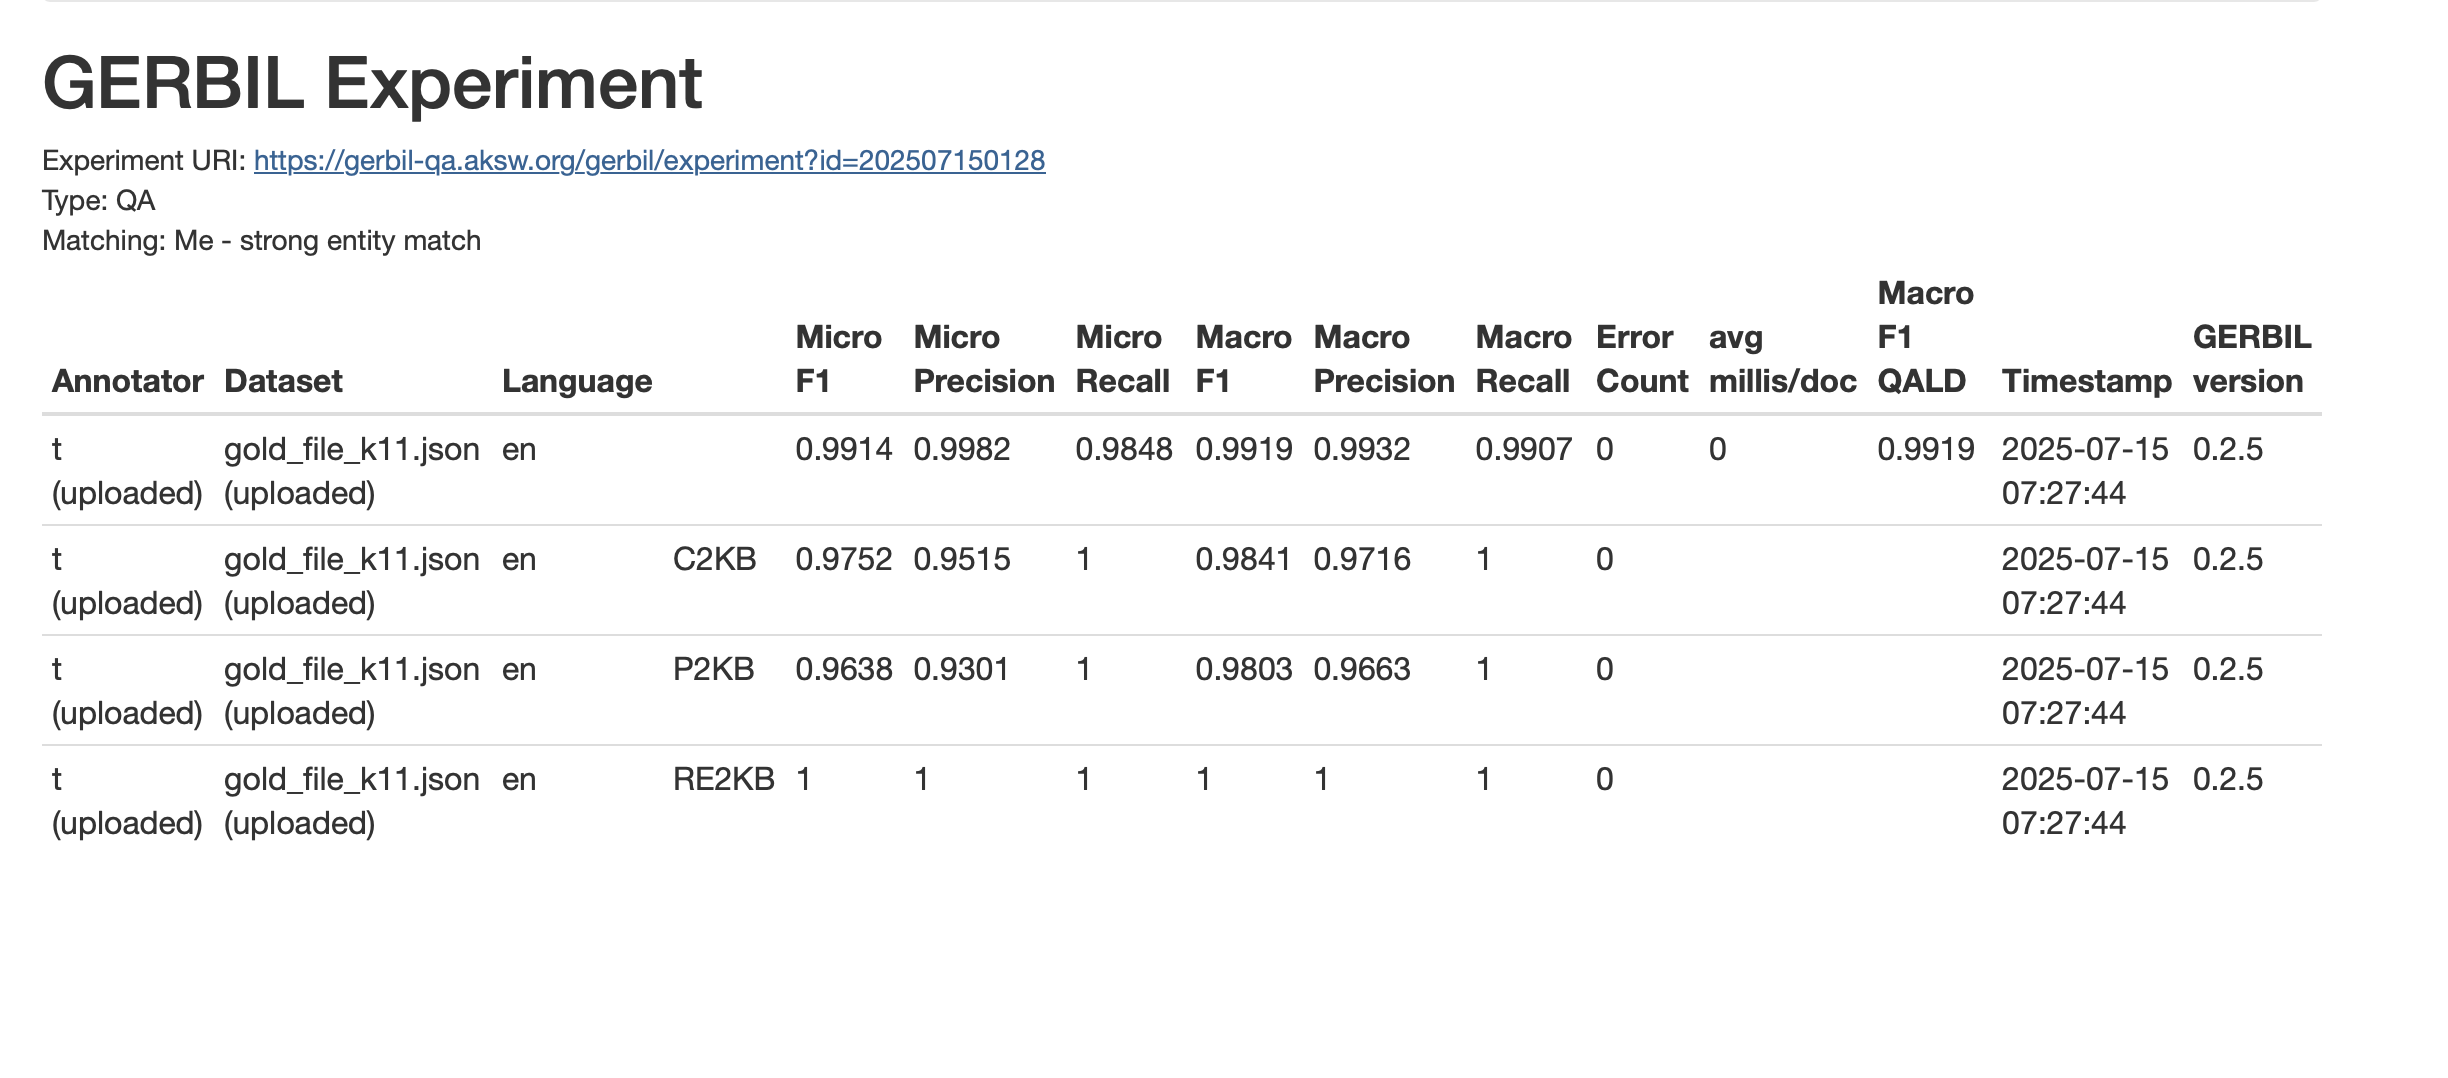 GERBIL Experiment
Experiment URI: https://gerbil-qa.aksw.org/gerbil/experiment?id=202507150128
Type: QA
Matching: Me - strong entity match
Annotator Dataset Language Micro F1 Micro Precision Micro Recall Macro F1 Macro Precision Macro Recall Error Count avg millis/doc Macro F1 QALD Timestamp GERBIL version
t (uploaded) gold_file_k11.json (uploaded) en 0.9914 0.9982 0.9848 0.9919 0.9932 0.9907 0 0 0.9919 2025-07-15 07:27:44 0.2.5
t (uploaded) gold_file_k11.json (uploaded) en C2KB 0.9752 0.9515 1 0.9841 0.9716 1 0 2025-07-15 07:27:44 0.2.5
t (uploaded) gold_file_k11.json (uploaded) en P2KB 0.9638 0.9301 1 0.9803 0.9663 1 0 2025-07-15 07:27:44 0.2.5
t (uploaded) gold_file_k11.json (uploaded) en RE2KB 1 1 1 1 1 1 0 2025-07-15 07:27:44 0.2.5